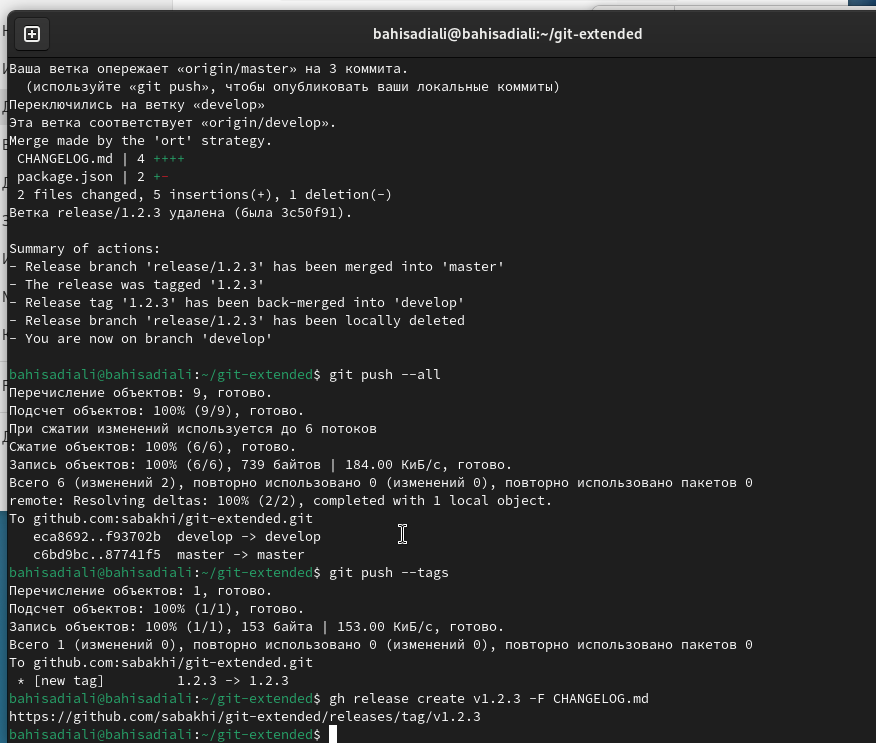 bahisadiali@bahisadiali:~/git-extended
Ваша ветка опережает «origin/master» на 3 коммита.
(используйте «git push», чтобы опубликовать ваши локальные коммиты)
Переключились на ветку «develop»
Эта ветка соответствует «origin/develop».
Merge made by the 'ort' strategy.
CHANGELOG.md | 4 ++++
package.json | 2 +-
2 files changed, 5 insertions(+), 1 deletion(-)
Ветка release/1.2.3 удалена (была 3c50f91).
Summary of actions:
- Release branch 'release/1.2.3' has been merged into 'master'
- The release was tagged '1.2.3'
- Release tag '1.2.3' has been back-merged into 'develop'
- Release branch 'release/1.2.3' has been locally deleted
- You are now on branch 'develop'
bahisadiali@bahisadiali:~/git-extended$ git push --all
Перечисление объектов: 9, готово.
Подсчет объектов: 100% (9/9), готово.
При сжатии изменений используется до 6 потоков
Сжатие объектов: 100% (6/6), готово.
Запись объектов: 100% (6/6), 739 байтов | 184.00 КиБ/с, готово.
Всего 6 (изменений 2), повторно использовано 0 (изменений 0), повторно использовано пакетов 0
remote: Resolving deltas: 100% (2/2), completed with 1 local object.
To github.com:sabakhi/git-extended.git
eca8692..f93702b  develop -> develop
c6bd9bc..87741f5  master -> master
bahisadiali@bahisadiali:~/git-extended$ git push --tags
Перечисление объектов: 1, готово.
Подсчет объектов: 100% (1/1), готово.
Запись объектов: 100% (1/1), 153 байта | 153.00 КиБ/с, готово.
Всего 1 (изменений 0), повторно использовано 0 (изменений 0), повторно использовано пакетов 0
To github.com:sabakhi/git-extended.git
* [new tag]         1.2.3 -> 1.2.3
bahisadiali@bahisadiali:~/git-extended$ gh release create v1.2.3 -F CHANGELOG.md
https://github.com/sabakhi/git-extended/releases/tag/v1.2.3
bahisadiali@bahisadiali:~/git-extended$